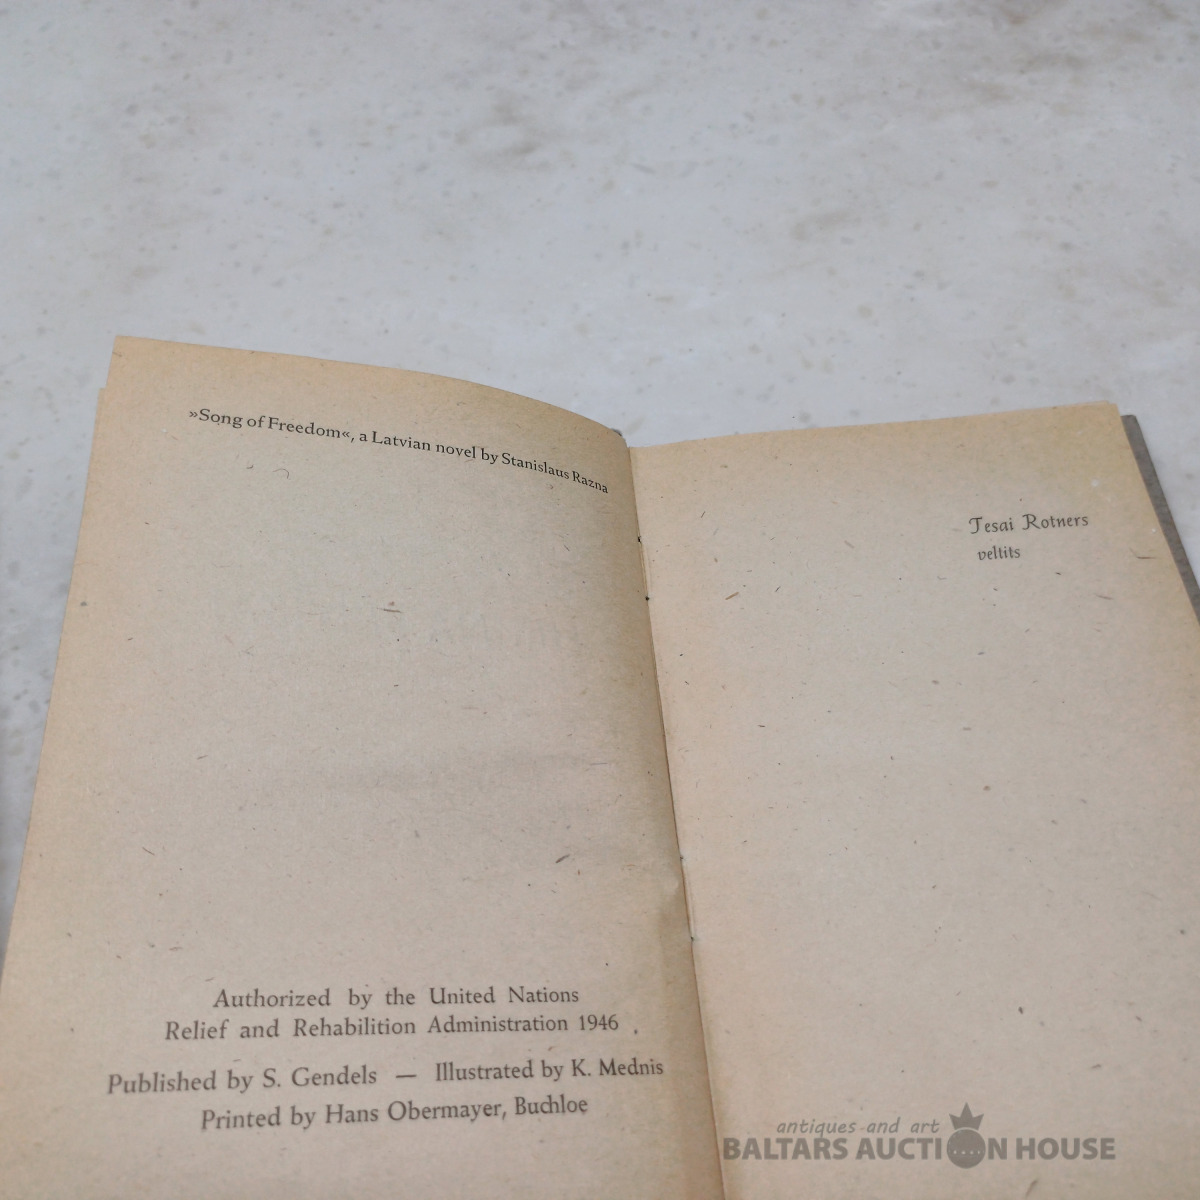 »Song of Freedom«, a Latvian novel by Stanislaus Razna
Authorized by the United Nations
Relief and Rehabilition Administration 1946
Published by S. Gendels — Illustrated by K. Mednis
Printed by Hans Obermayer, Buchloe
Tesai Rotners
veltits
antiques and art
BALTARS AUCTION HOUSE